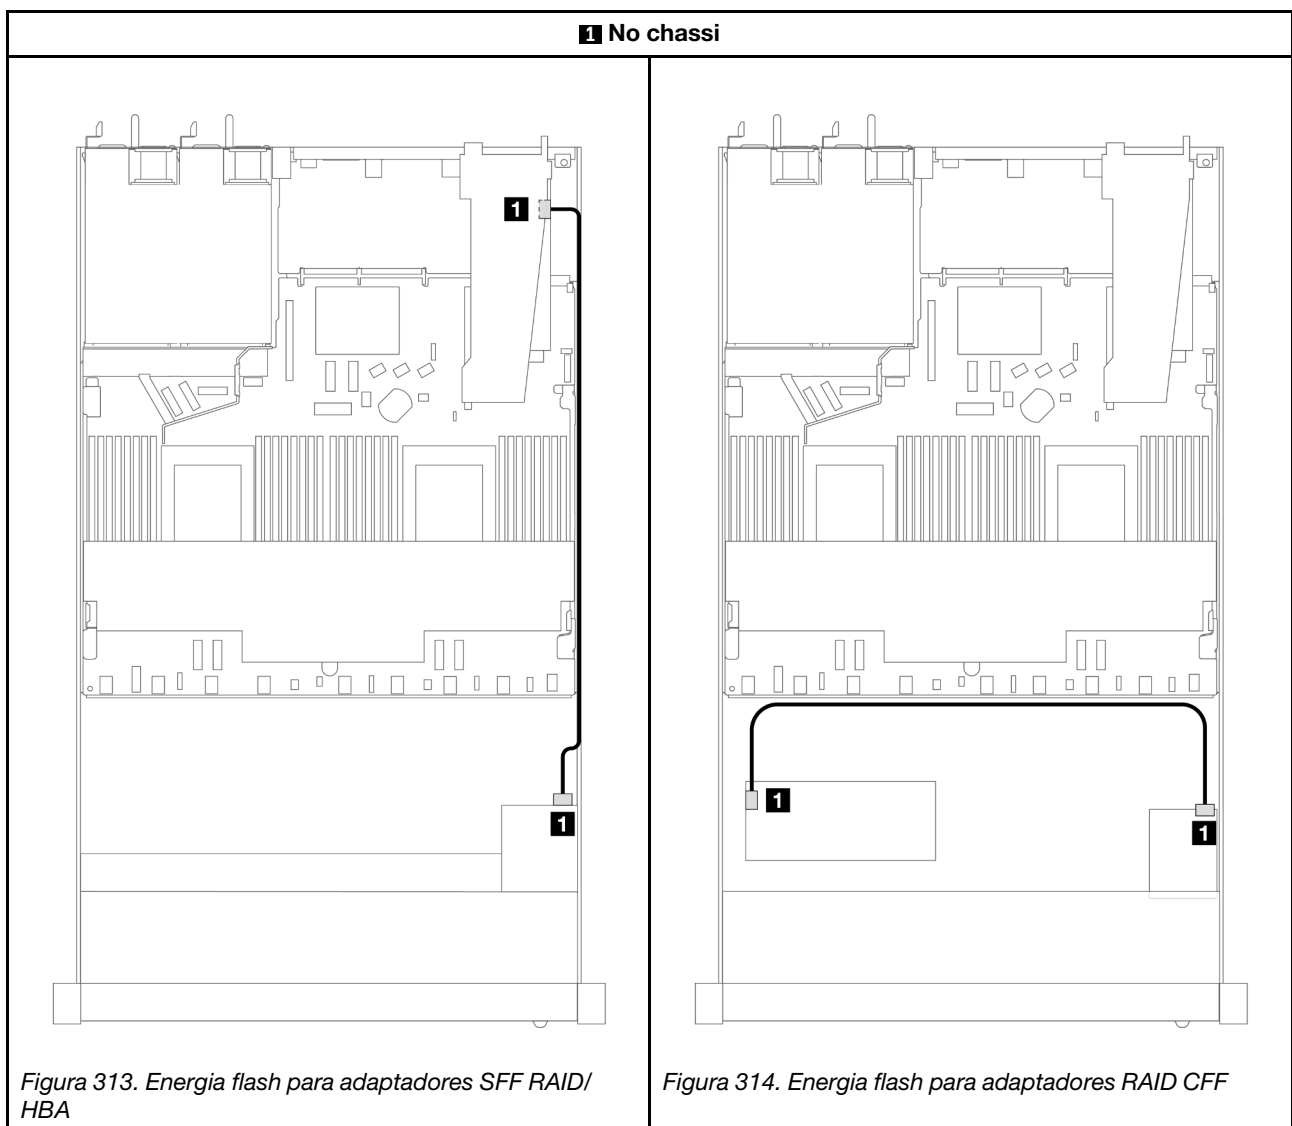 1 No chassi
1
1
1
1
Figura 313. Energia flash para adaptadores SFF RAID/
HBA
Figura 314. Energia flash para adaptadores RAID CFF